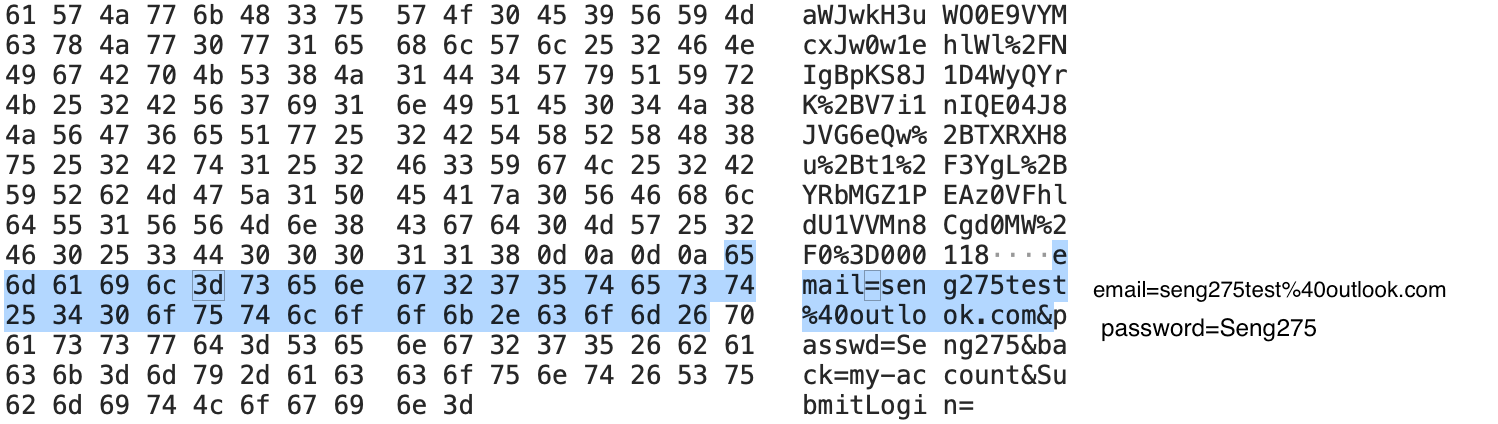 61 57 4a 77 6b 48 33 75 57 4f 30 45 39 56 59 4d aWJwkH3u WO0E9VYM
63 78 4a 77 30 77 31 65 68 6c 57 6c 25 32 46 4e cxJw0w1e hlWl%2FN
49 67 42 70 4b 53 38 4a 31 44 34 57 79 51 59 72 IgBpKS8J 1D4WyQYr
4b 25 32 42 56 37 69 31 6e 49 51 45 30 34 4a 38 K%2BV7i1 nIQE04J8
4a 56 47 36 65 51 77 25 32 42 54 58 52 58 48 38 JVG6eQw% 2BTXRXH8
75 25 32 42 74 31 25 32 46 33 59 67 4c 25 32 42 u%2Bt1%2 F3YgL%2B
59 52 62 4d 47 5a 31 50 45 41 7a 30 56 46 68 6c YRbMGZ1P EAz0VFhl
64 55 31 56 56 4d 6e 38 43 67 64 30 4d 57 25 32 dU1VVMn8 Cgd0MW%2
46 30 25 33 44 30 30 30 31 31 38 0d 0a 0d 0a 65 F0%3D000 118····e
6d 61 69 6c 3d 73 65 6e 67 32 37 35 74 65 73 74 mail=sen g275test
email=seng275test%40outlook.com
25 34 30 6f 75 74 6c 6f 6f 6b 2e 63 6f 6d 26 70 %40outlo ok.com&p
password=Seng275
61 73 73 77 64 3d 53 65 6e 67 32 37 35 26 62 61 asswd=Se ng275&ba
63 6b 3d 6d 79 2d 61 63 63 6f 75 6e 74 26 53 75 ck=my-ac count&Su
62 6d 69 74 4c 6f 67 69 6e 3d bmitLogi n=